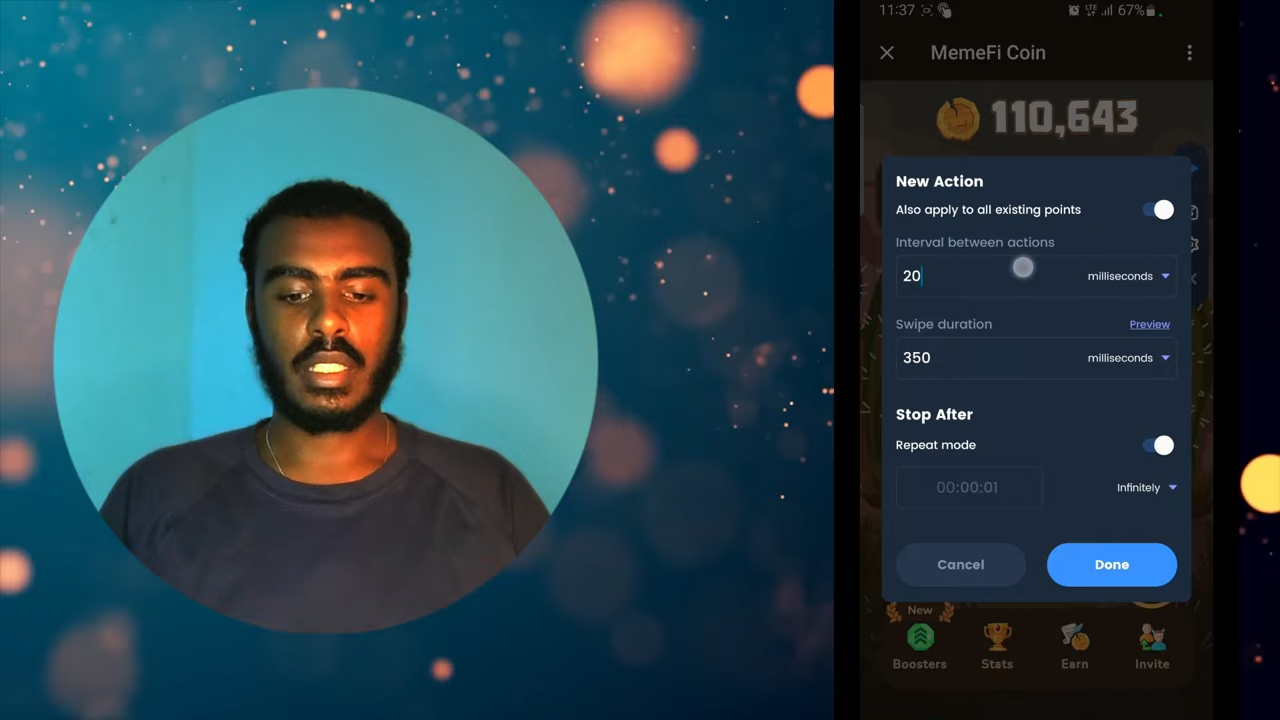 11:37
LTE
67%
MemeFi Coin
110,643
New Action
Also apply to all existing points
Interval between actions
20 milliseconds
Swipe duration Preview
350 milliseconds
Stop After
Repeat mode
00:00:01 Infinitely
Cancel Done
New
Boosters Stats Earn Invite